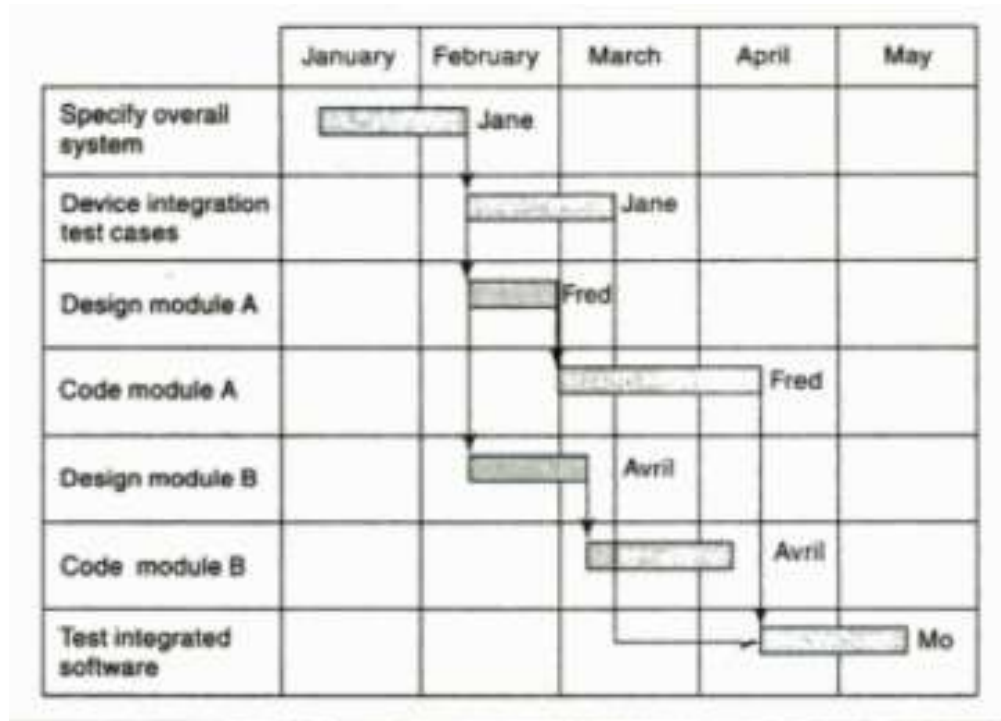 January February March April May
Specify overall
system
Jane
Device integration
test cases
Jane
Design module A
Fred
Code module A
Fred
Design module B
Avril
Code module B
Avril
Test integrated
software
Mo